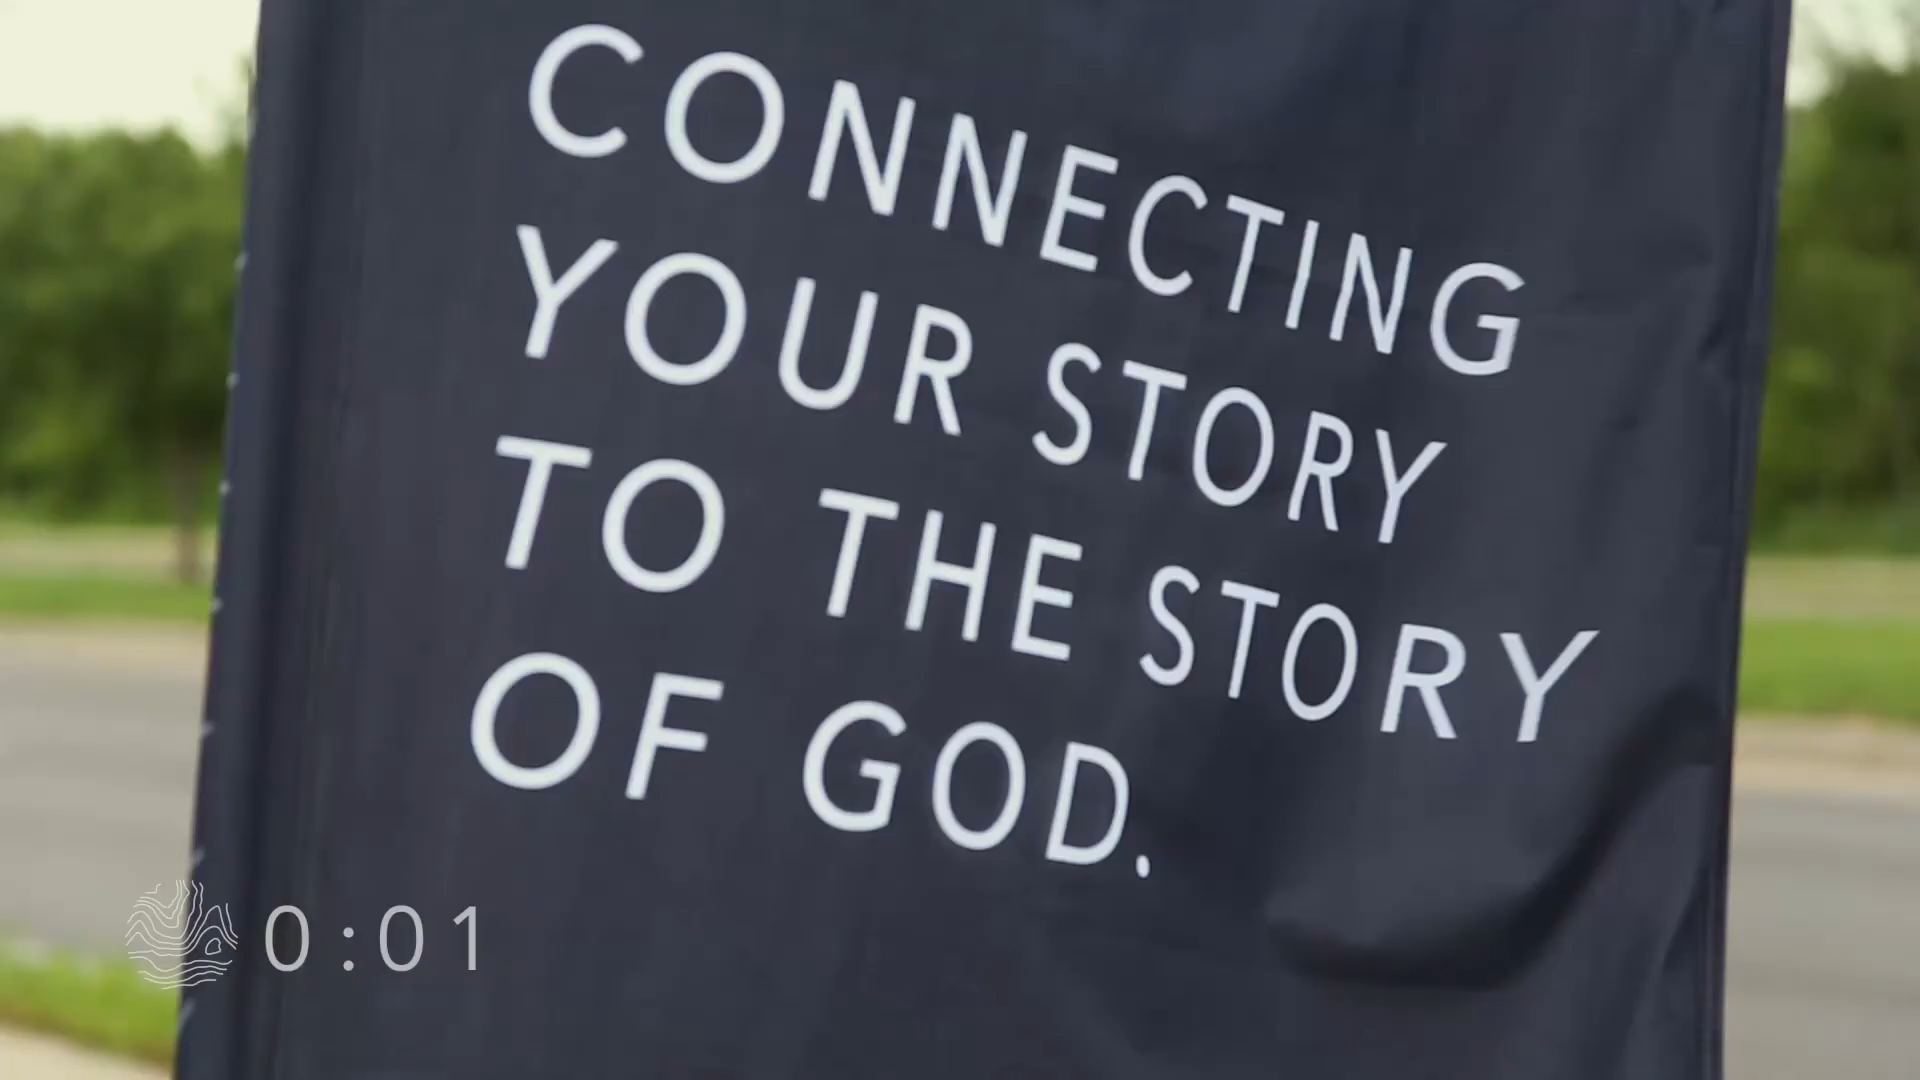 CONNECTING
YOUR STORY
TO THE STORY
OF GOD.
0:01